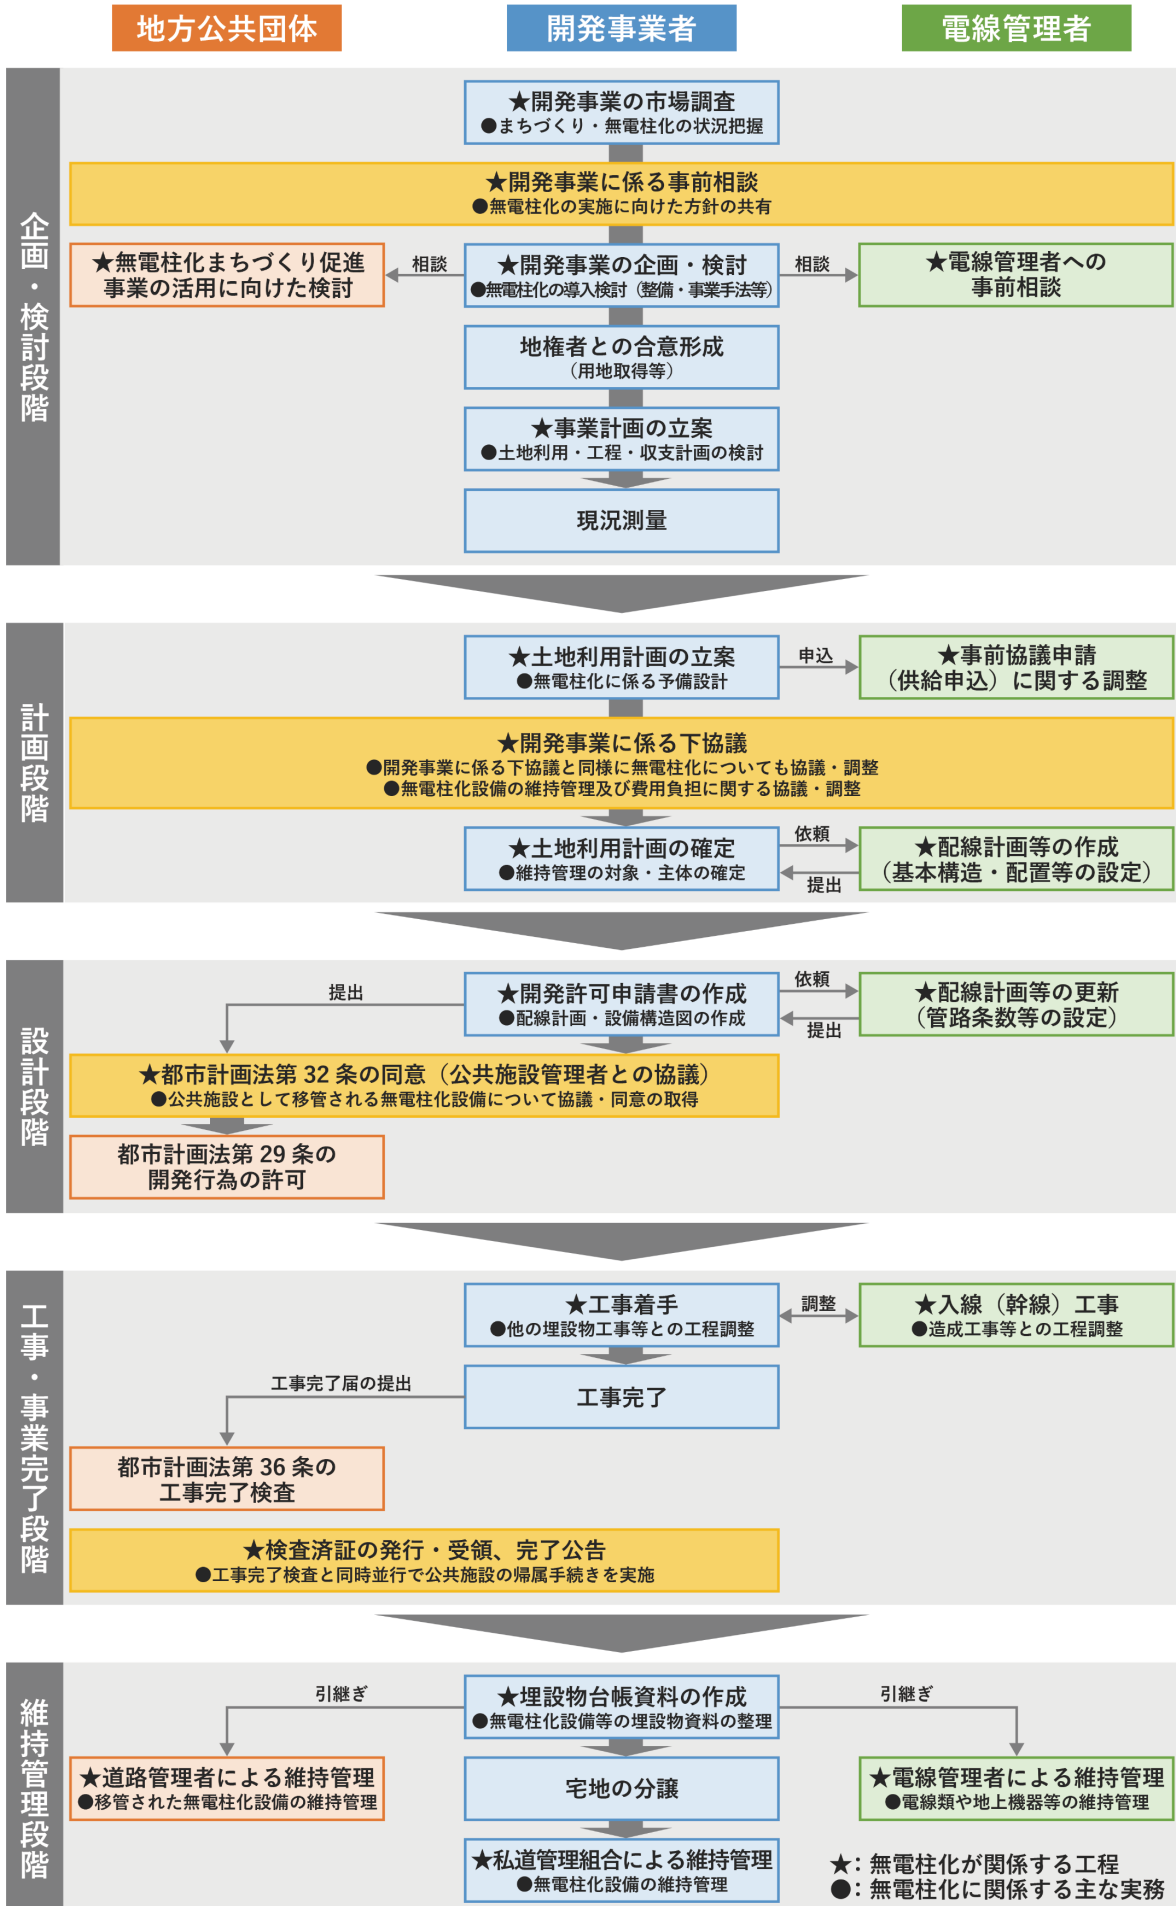 地方公共団体
開発事業者
電線管理者
企画・検討段階
★開発事業の市場調査
●まちづくり・無電柱化の状況把握
★開発事業に係る事前相談
●無電柱化の実施に向けた方針の共有
★無電柱化まちづくり促進
事業の活用に向けた検討
相談
★開発事業の企画・検討
●無電柱化の導入検討（整備・事業手法等）
相談
★電線管理者への
事前相談
地権者との合意形成
（用地取得等）
★事業計画の立案
●土地利用・工程・収支計画の検討
現況測量
計画段階
★土地利用計画の立案
●無電柱化に係る予備設計
申込
★事前協議申請
（供給申込）に関する調整
★開発事業に係る下協議
●開発事業に係る下協議と同様に無電柱化についても協議・調整
●無電柱化設備の維持管理及び費用負担に関する協議・調整
★土地利用計画の確定
●維持管理の対象・主体の確定
依頼
提出
★配線計画等の作成
（基本構造・配置等の設定）
設計段階
提出
★開発許可申請書の作成
●配線計画・設備構造図の作成
依頼
提出
★配線計画等の更新
（管路条数等の設定）
★都市計画法第 32 条の同意（公共施設管理者との協議）
●公共施設として移管される無電柱化設備について協議・同意の取得
都市計画法第 29 条の
開発行為の許可
工事・事業完了段階
★工事着手
●他の埋設物工事等との工程調整
調整
★入線（幹線）工事
●造成工事等との工程調整
工事完了届の提出
工事完了
都市計画法第 36 条の
工事完了検査
★検査済証の発行・受領、完了公告
●工事完了検査と同時並行で公共施設の帰属手続きを実施
維持管理段階
引継ぎ
★埋設物台帳資料の作成
●無電柱化設備等の埋設物資料の整理
引継ぎ
★道路管理者による維持管理
●移管された無電柱化設備の維持管理
宅地の分譲
★電線管理者による維持管理
●電線類や地上機器等の維持管理
★私道管理組合による維持管理
●無電柱化設備の維持管理
★：無電柱化が関係する工程
●：無電柱化に関係する主な実務